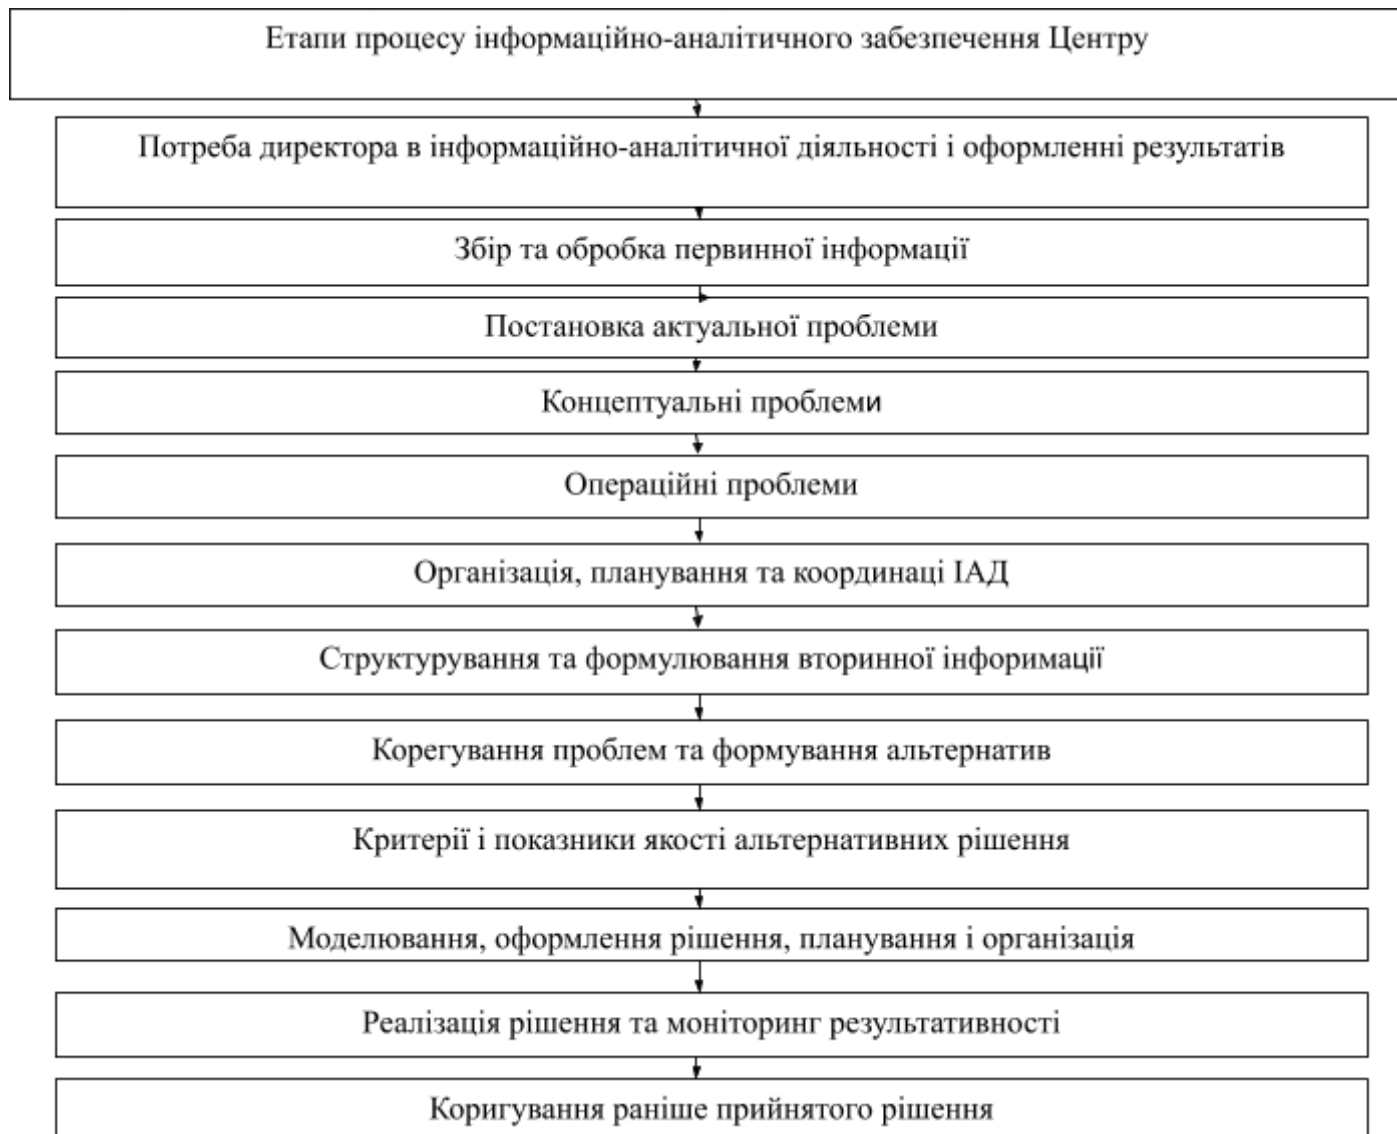 Етапи процесу інформаційно-аналітичного забезпечення Центру
Потреба директора в інформаційно-аналітичної діяльності і оформленні результатів
Збір та обробка первинної інформації
Постановка актуальної проблеми
Концептуальні проблеми
Операційні проблеми
Організація, планування та координаці ІАД
Структурування та формулювання вторинної інформимації
Корегування проблем та формування альтернатив
Критерії і показники якості альтернативних рішення
Моделювання, оформлення рішення, планування і організація
Реалізація рішення та моніторинг результативності
Коригування раніше прийнятого рішення